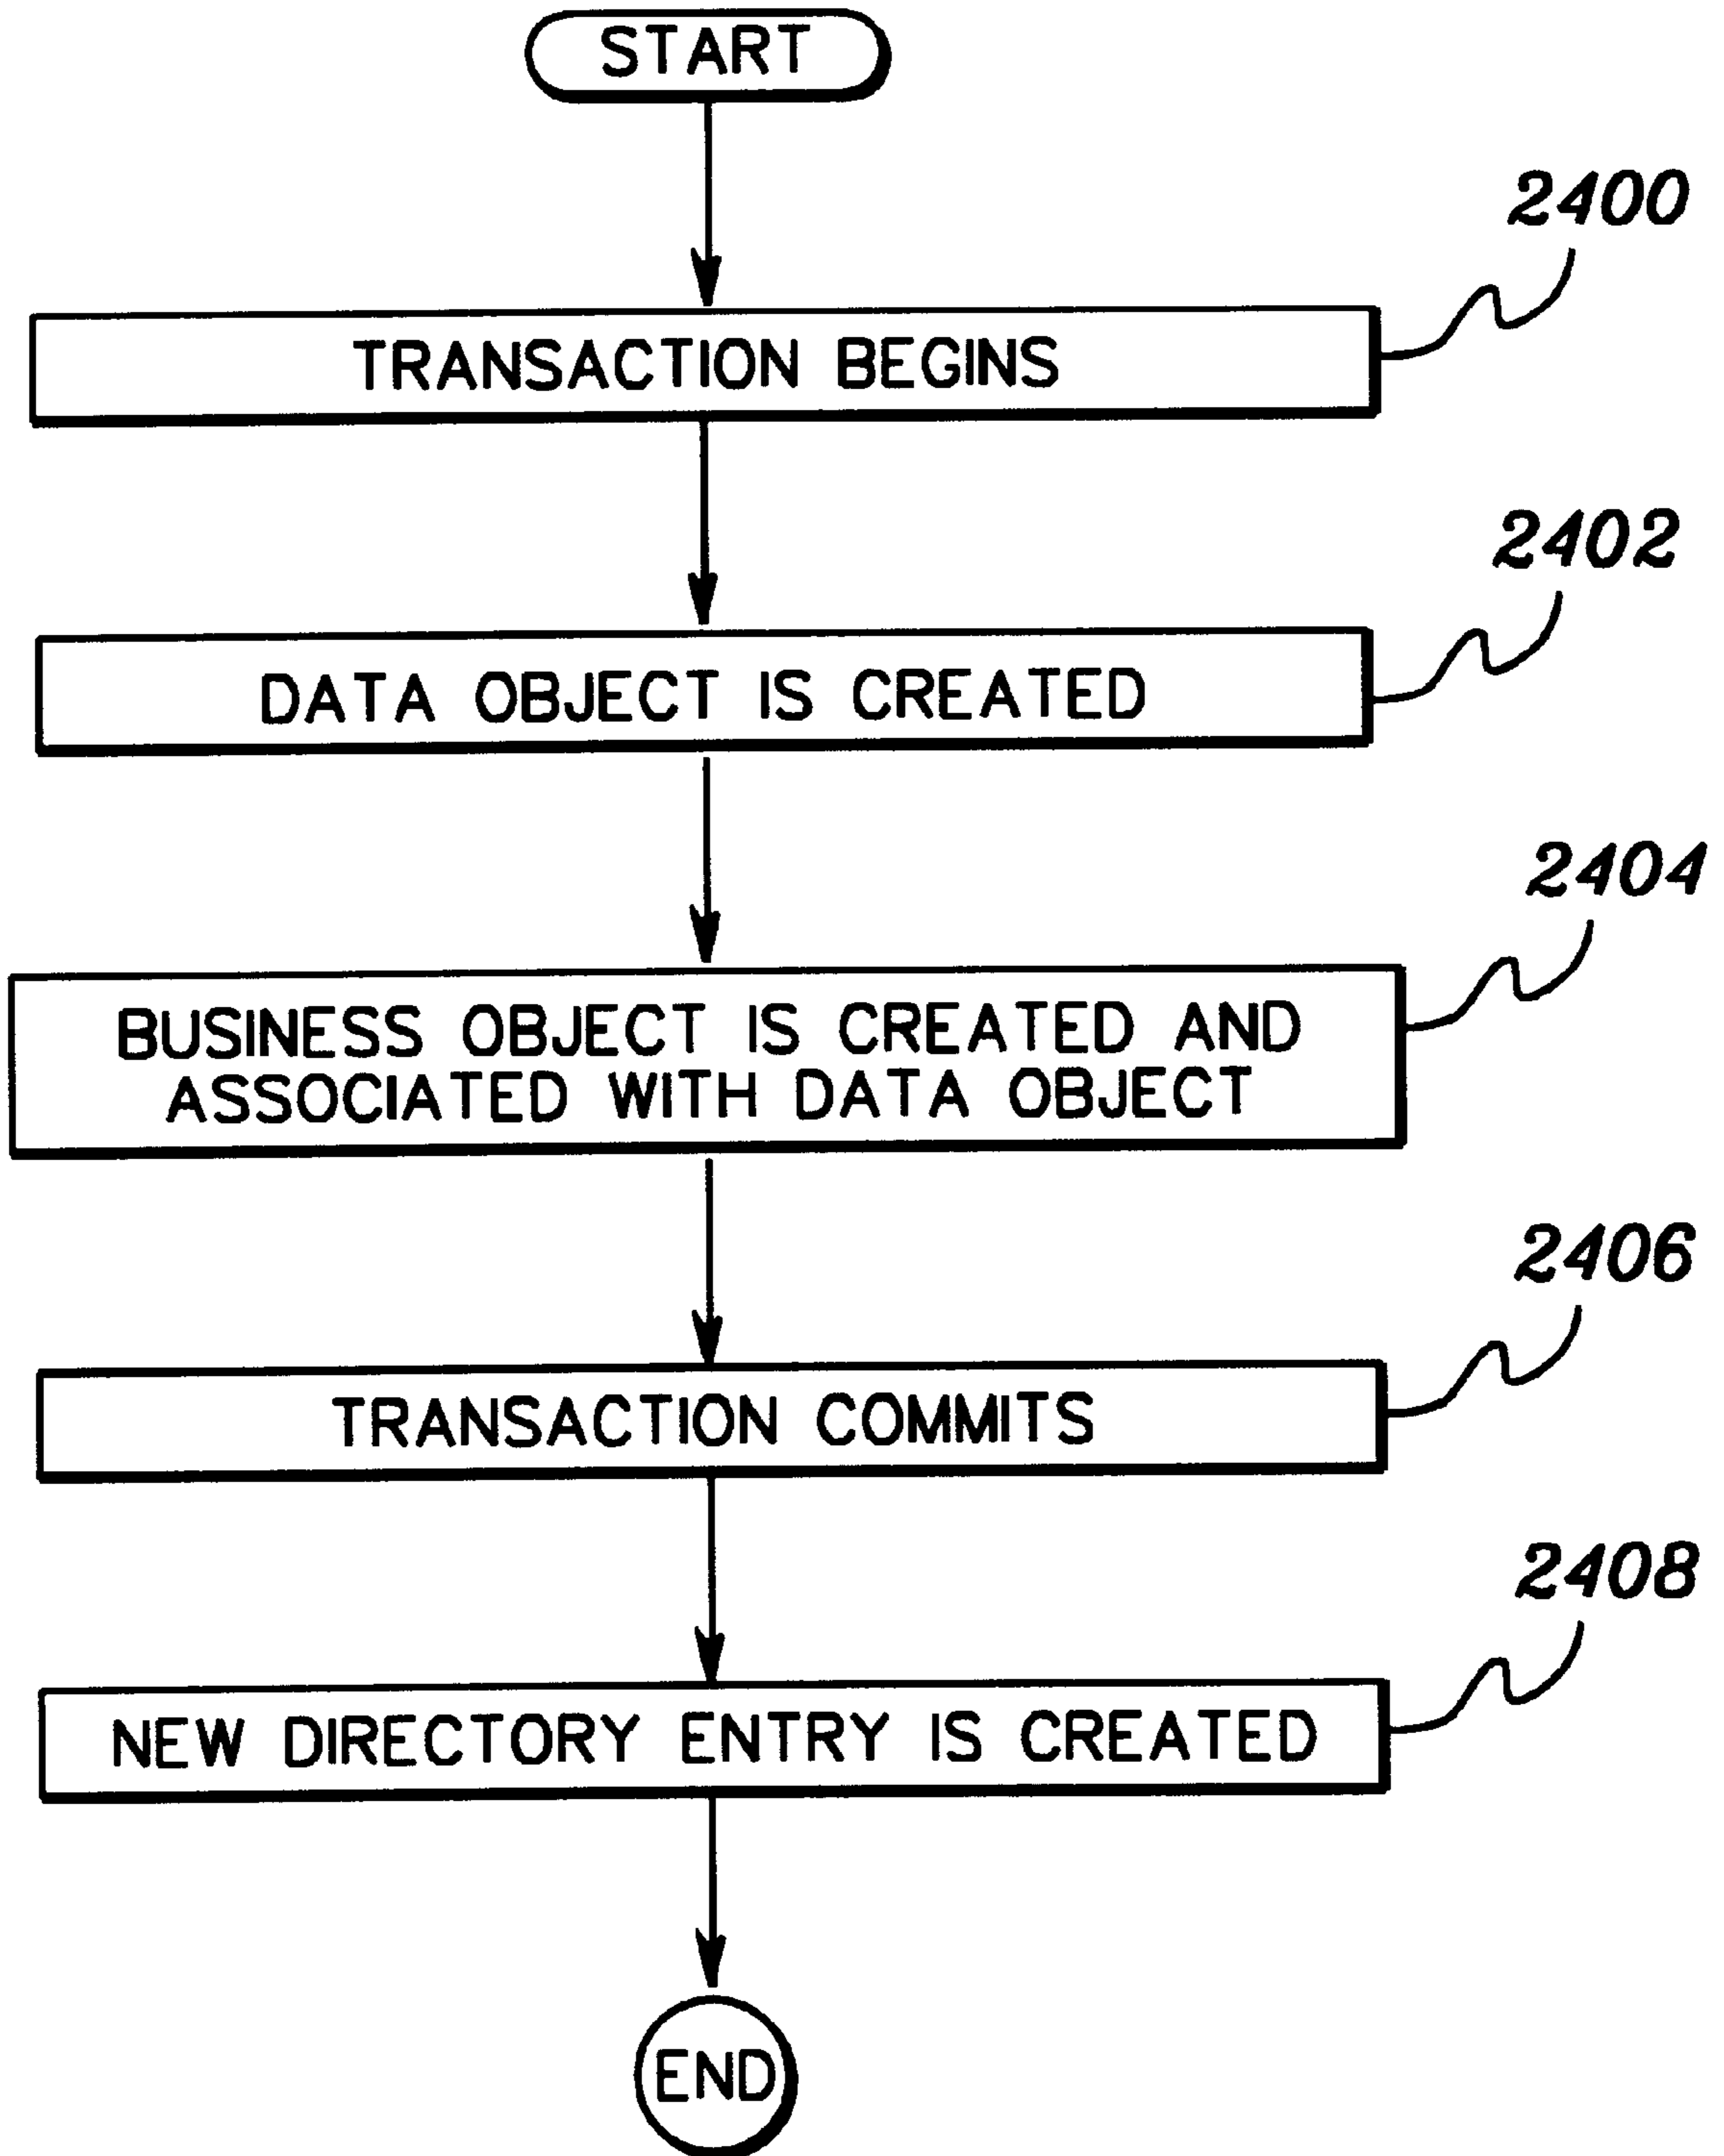 START
2400
TRANSACTION BEGINS
2402
DATA OBJECT IS CREATED
2404
BUSINESS OBJECT IS CREATED AND
ASSOCIATED WITH DATA OBJECT
2406
TRANSACTION COMMITS
2408
NEW DIRECTORY ENTRY IS CREATED
END